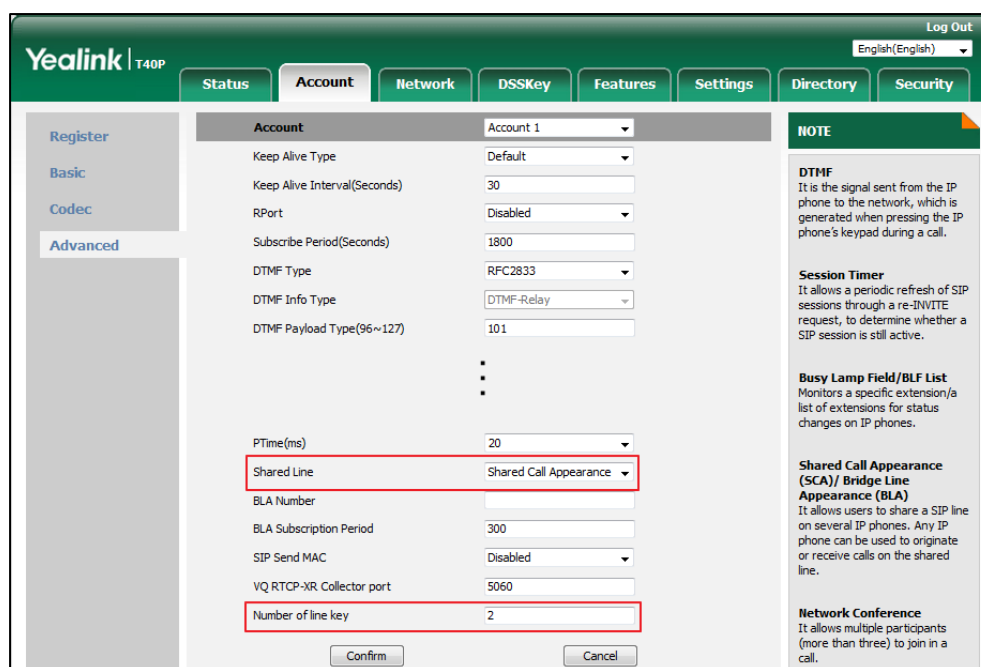 Log Out
Yealink | T40P
English(English)
Status Account Network DSSKey Features Settings Directory Security
Register
Basic
Codec
Advanced
Account Account 1
Keep Alive Type Default
Keep Alive Interval(Seconds) 30
RPort Disabled
Subscribe Period(Seconds) 1800
DTMF Type RFC2833
DTMF Info Type DTMF-Relay
DTMF Payload Type(96~127) 101
PTime(ms) 20
Shared Line Shared Call Appearance
BLA Number
BLA Subscription Period 300
SIP Send MAC Disabled
VQ RTCP-XR Collector port 5060
Number of line key 2
Confirm Cancel
NOTE
DTMF
It is the signal sent from the IP
phone to the network, which is
generated when pressing the IP
phone's keypad during a call.
Session Timer
It allows a periodic refresh of SIP
sessions through a re-INVITE
request, to determine whether a
SIP session is still active.
Busy Lamp Field/BLF List
Monitors a specific extension/a
list of extensions for status
changes on IP phones.
Shared Call Appearance
(SCA)/ Bridge Line
Appearance (BLA)
It allows users to share a SIP line
on several IP phones. Any IP
phone can be used to originate
or receive calls on the shared
line.
Network Conference
It allows multiple participants
(more than three) to join in a
call.